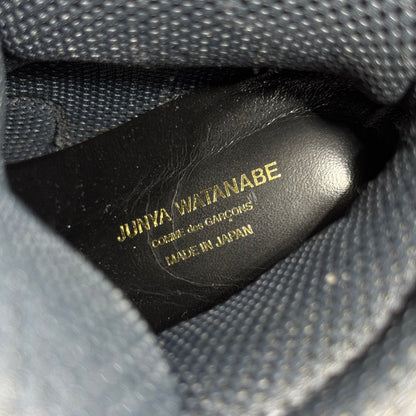 JUNYA WATANABE
COMME des GARÇONS
MADE IN JAPAN